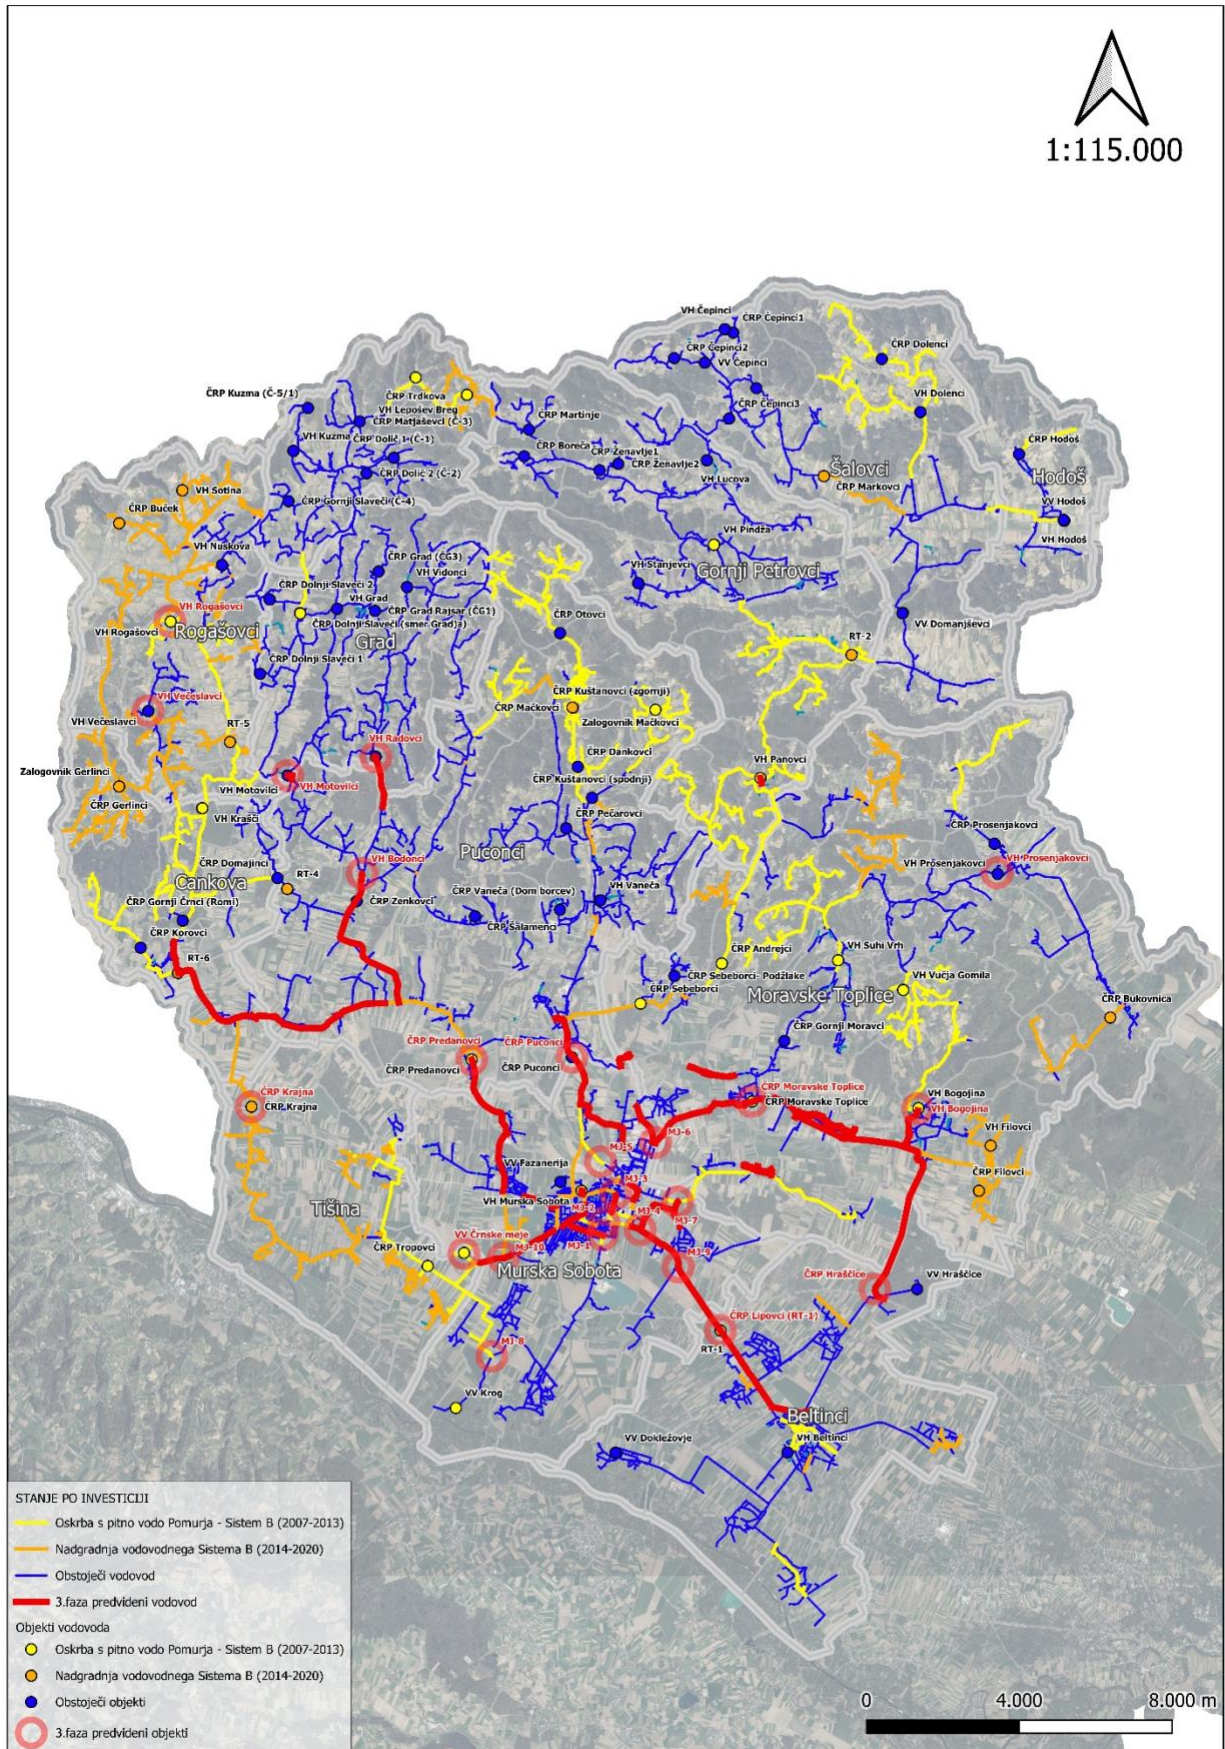 1:115.000
VH Čepinci
ČRP Čepinci1
ČRP Čepinci2
VV Čepinci
ČRP Dolenci
ČRP Čepinci3
VH Dolenci
ČRP Trdkova
ČRP Kuzma (Č-5/1)
VH Lepošev Breg
ČRP Matjaševci (Č-3)
ČRP Martinje
VH Kuzma
ČRP Dolič 1 (Č-1)
ČRP Boreča
ČRP Ženavlje1
ČRP Ženavlje2
ČRP Hodoš
ČRP Dolič 2 (Č-2)
VH Lucova
Šalovci
ČRP Markovci
Hodoš
VH Sotina
ČRP Gornji Slaveči (Č-4)
ČRP Buček
VV Hodoš
VH Hodoš
VH Nuskova
VH Pindža
ČRP Grad (ČG3)
VH Stanjevci
Gornji Petrovci
VH Vidonci
ČRP Dolnji Slaveči 2
VH Grad
VH Rogašovci
ČRP Grad Rajsar (ČG1)
ČRP Dolnji Slaveči (smer Grad)a)
VH Rogašovci
Rogašovci
Grad
ČRP Otovci
VV Domanjševci
RT-2
ČRP Dolnji Slaveči 1
VH Večeslavci
ČRP Kuštanovci (zgornji)
ČRP Mačkovci
Zalogovnik Mačkovci
VH Večeslavci
RT-5
VH Radovci
ČRP Dankovci
VH Panovci
Zalogovnik Gerlinci
ČRP Kuštanovci (spodnji)
VH Motovilci
VH Motovilci
ČRP Gerlinci
VH Krašči
ČRP Pečarovci
ČRP Prosenjakovci
Puconci
VH Bodonci
VH Prosenjakovci
VH Prosenjakovci
ČRP Domajinci
RT-4
Cankova
ČRP Vaneča (Dom borcev)
VH Vaneča
ČRP Gornji Črnci (Romi)
ČRP Zenkovci
ČRP Šalamenci
ČRP Korovci
RT-6
ČRP Andrejci
VH Suhi Vrh
ČRP Sebeborci- Podžlake
ČRP Sebeborci
VH Vučja Gomila
Moravske Toplice
ČRP Bukovnica
ČRP Gornji Moravci
ČRP Predanovci
ČRP Puconci
ČRP Predanovci
ČRP Puconci
ČRP Krajna
ČRP Moravske Toplice
VH Bogojina
ČRP Krajna
ČRP Moravske Toplice
VH Bogojina
VH Filovci
MJ-6
MJ-5
VV Fazanerija
ČRP Filovci
MJ-3
VH Murska Sobota
MJ-2
MJ-4
MJ-7
Tišina
VV Črnske meje
MJ-10
MJ-1
ČRP Tropovci
MJ-9
Murska Sobota
ČRP Hraščice
VV Hraščice
ČRP Lipovci (RT-1)
RT-1
MJ-8
VV Krog
Beltinci
VV Dokležovje
VH Beltinci
STANJE PO INVESTICIJI
Oskrba s pitno vodo Pomurja - Sistem B (2007-2013)
Nadgradnja vodovodnega Sistema B (2014-2020)
Obstoječi vodovod
3.faza predvideni vodovod
Objekti vodovoda
Oskrba s pitno vodo Pomurja - Sistem B (2007-2013)
Nadgradnja vodovodnega Sistema B (2014-2020)
Obstoječi objekti
3.faza predvideni objekti
0 4.000 8.000 m